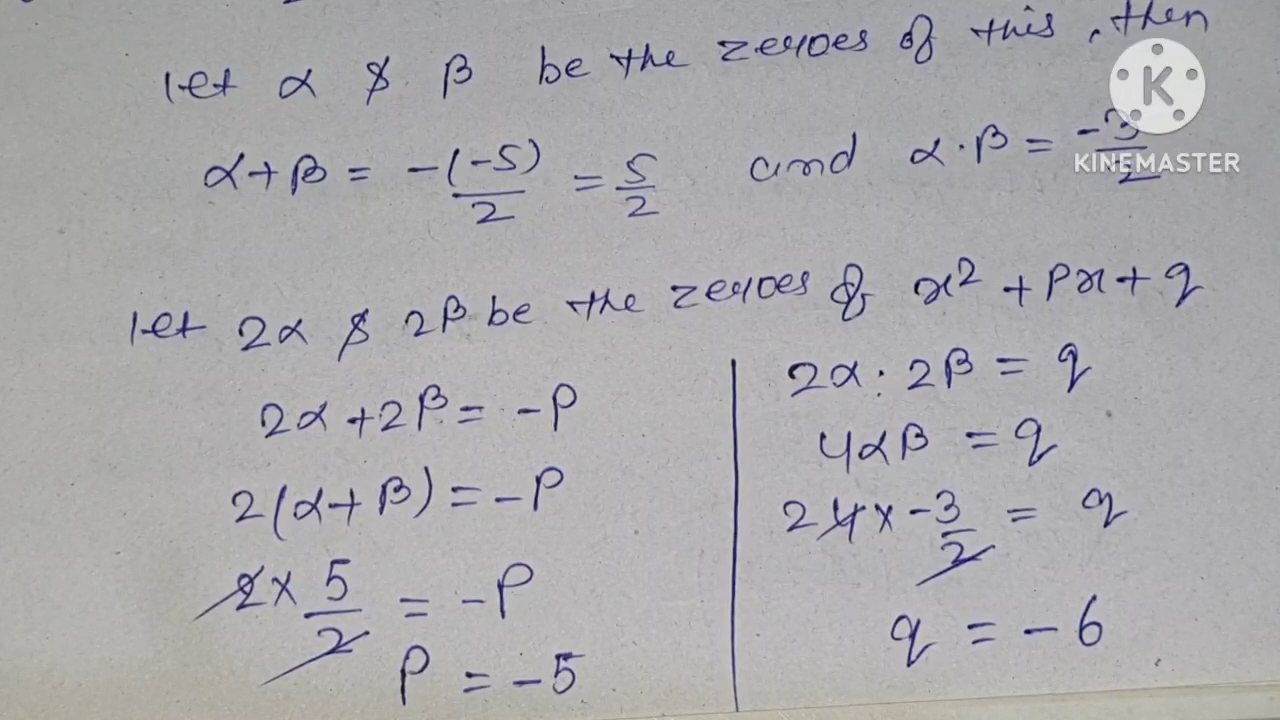 let α & β be the zeroes of this, then
α+β = -(-5)/2 = 5/2 and α·β = -3/2
K
KINEMASTER
let 2α & 2β be the zeroes of x² + px + q
2α + 2β = -P
2(α+β) = -P
2 × 5/2 = -P
P = -5
2α · 2β = q
4αβ = q
2 4 × -3/2 = q
q = -6